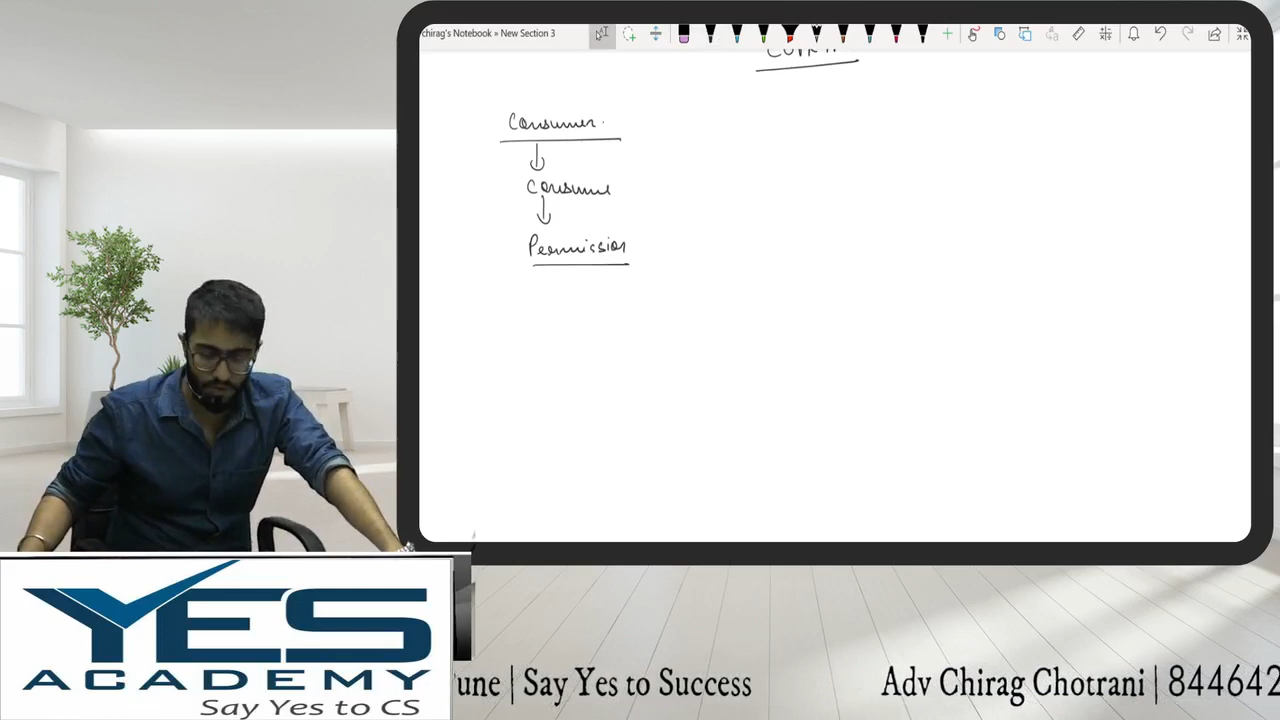 chirag's Notebook » New Section 3
Consumer.
Consume
Permission
YES
ACADEMY
Say Yes to CS
Pune | Say Yes to Success
Adv Chirag Chotrani | 844642